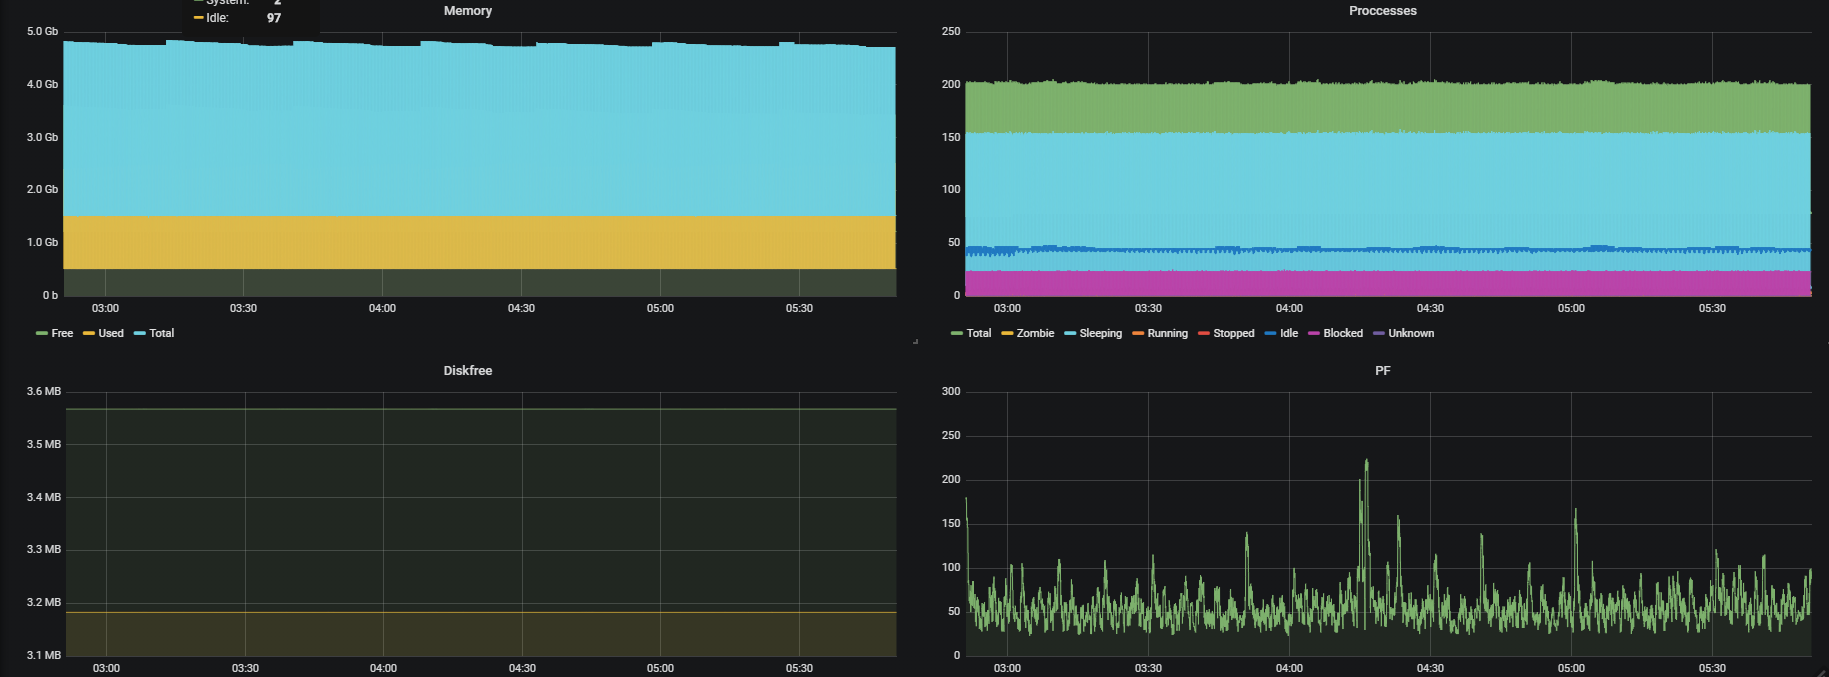 System: 2
Idle: 97
Memory
5.0 Gb
4.0 Gb
3.0 Gb
2.0 Gb
1.0 Gb
0 b
03:00 03:30 04:00 04:30 05:00 05:30
Free Used Total
Proccesses
250
200
150
100
50
0
03:00 03:30 04:00 04:30 05:00 05:30
Total Zombie Sleeping Running Stopped Idle Blocked Unknown
Diskfree
3.6 MB
3.5 MB
3.4 MB
3.3 MB
3.2 MB
3.1 MB
03:00 03:30 04:00 04:30 05:00 05:30
PF
300
250
200
150
100
50
0
03:00 03:30 04:00 04:30 05:00 05:30